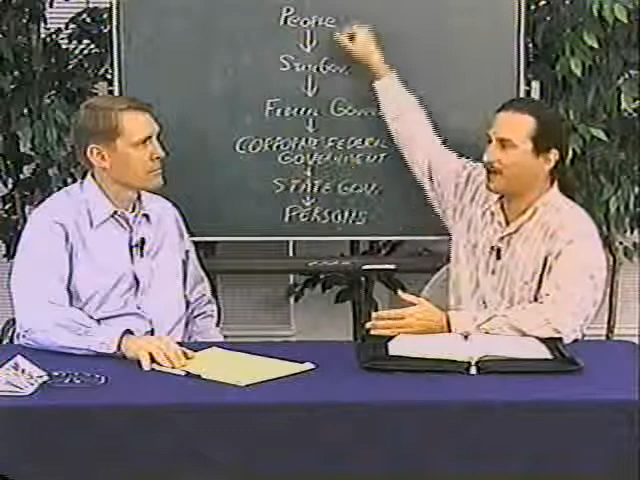 People
State Gov.
Federal Gov.
CORPORATE FEDERAL
GOVERNMENT
STATE GOV.
PERSONS